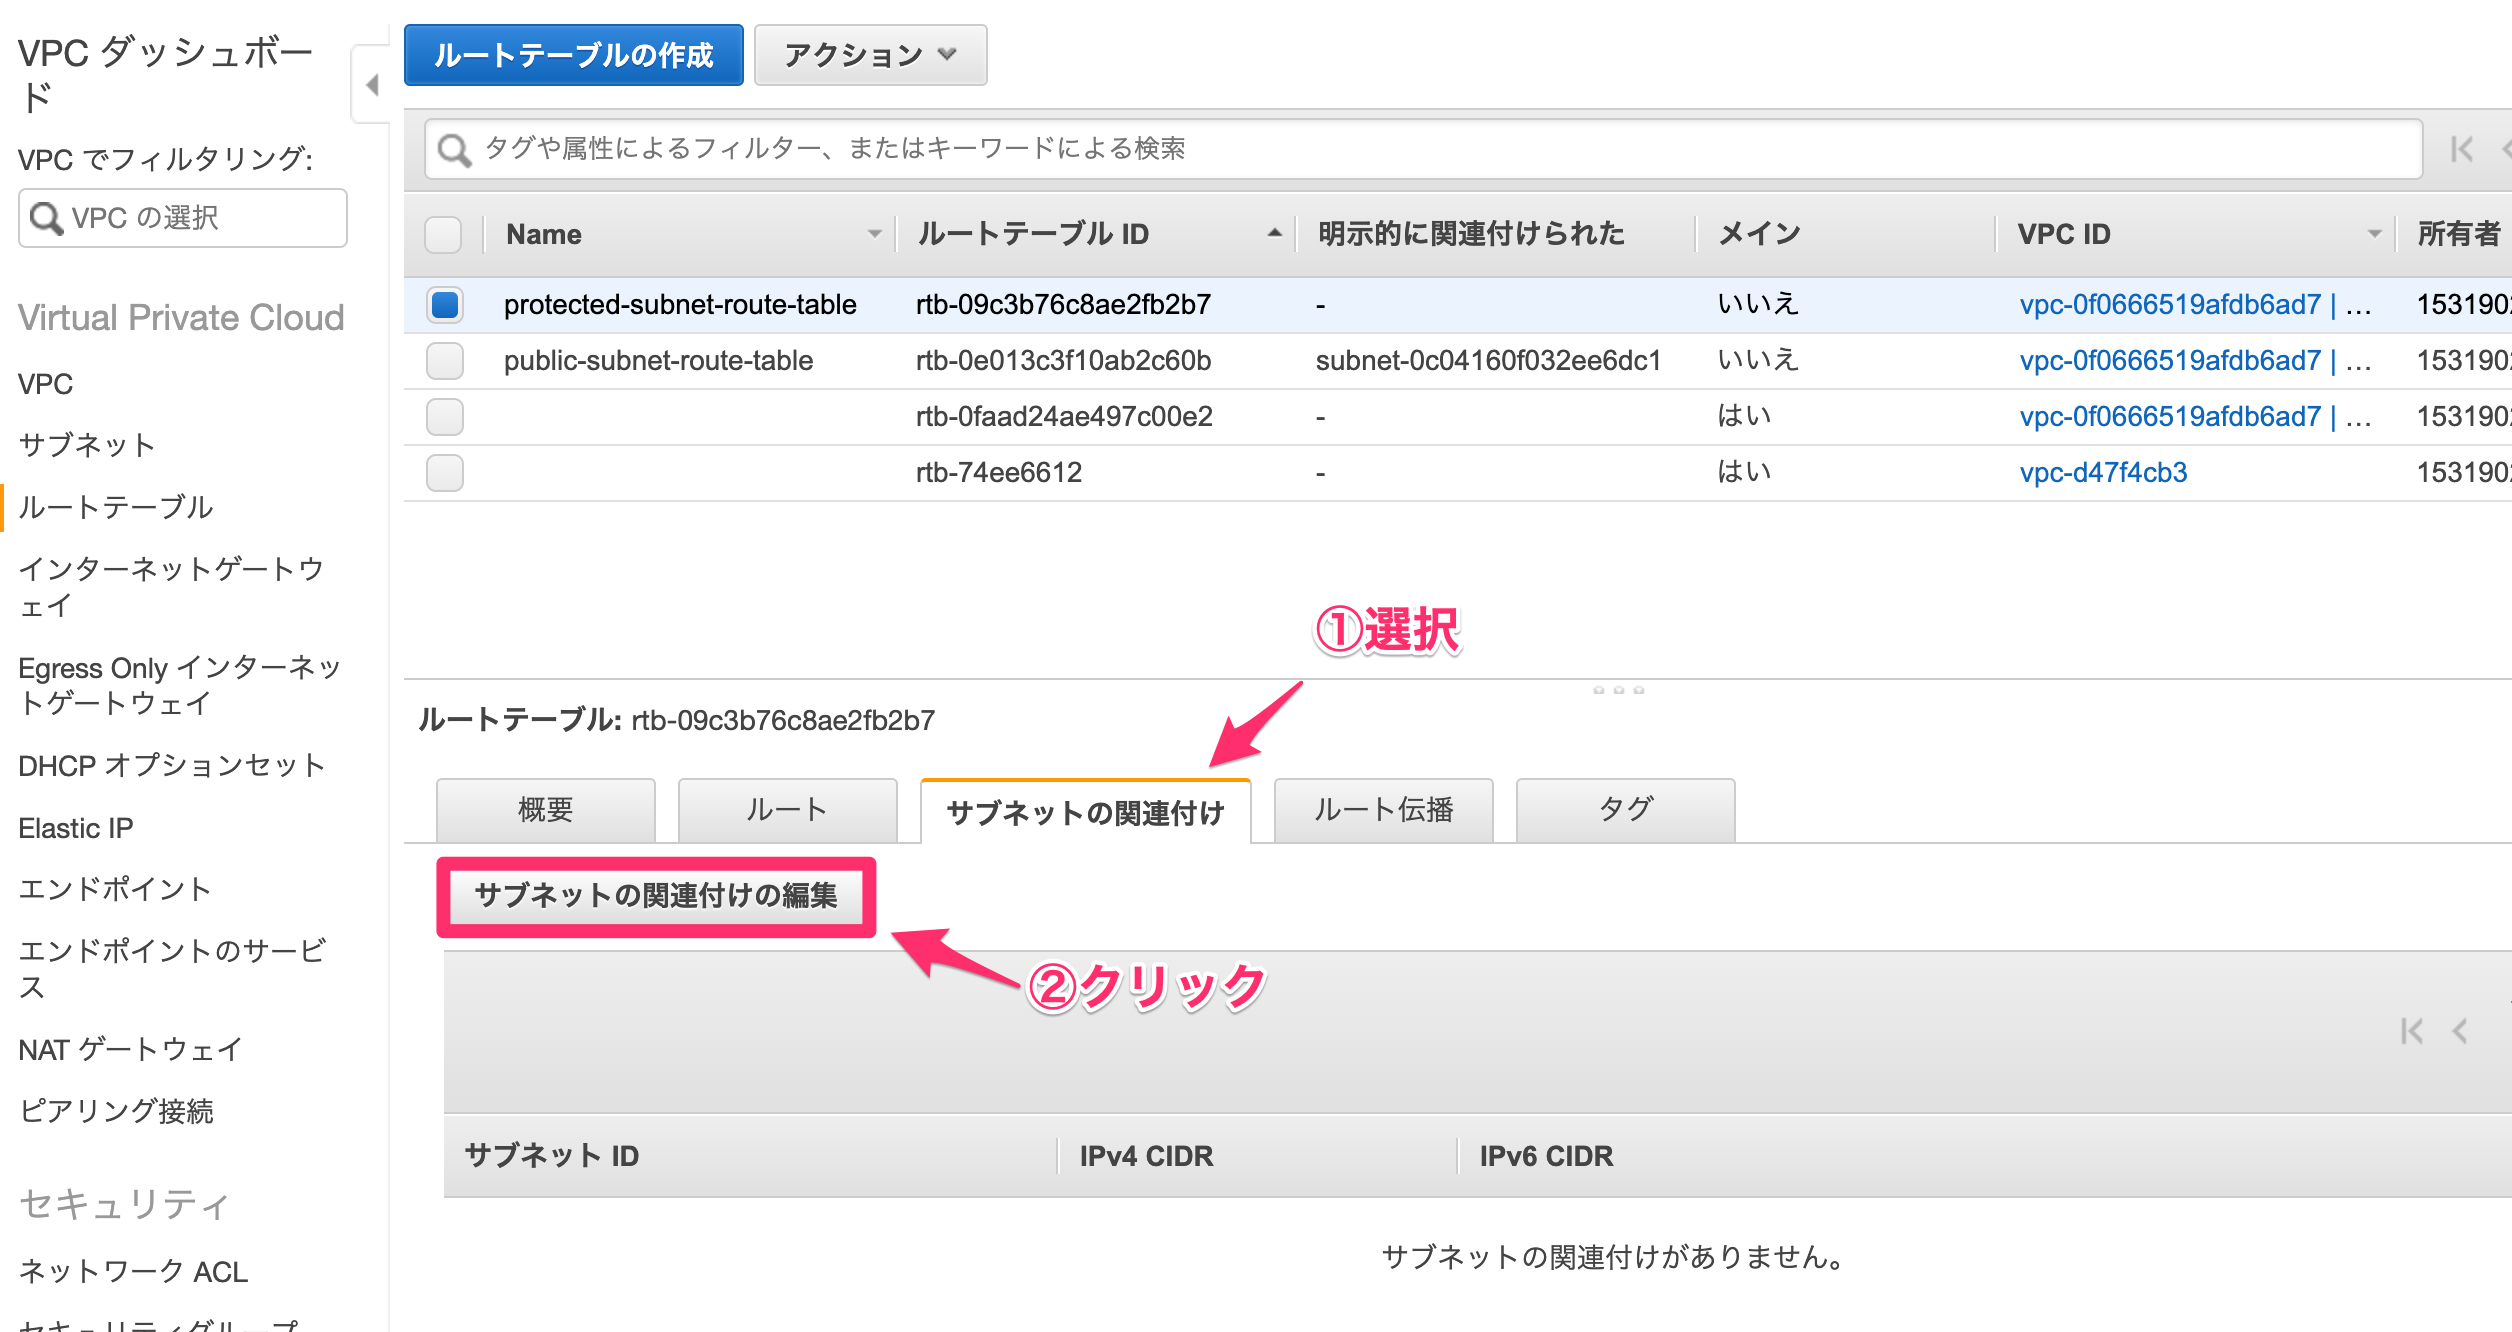 VPC ダッシュボー
ド
VPC でフィルタリング:
VPC の選択
Virtual Private Cloud
VPC
サブネット
ルートテーブル
インターネットゲートウ
ェイ
Egress Only インターネッ
トゲートウェイ
DHCP オプションセット
Elastic IP
エンドポイント
エンドポイントのサービ
ス
NAT ゲートウェイ
ピアリング接続
セキュリティ
ネットワーク ACL
セキュリティグループ
ルートテーブルの作成 アクション
タグや属性によるフィルター、またはキーワードによる検索
Name ルートテーブル ID 明示的に関連付けられた メイン VPC ID 所有者
protected-subnet-route-table rtb-09c3b76c8ae2fb2b7 - いいえ vpc-0f0666519afdb6ad7 | ... 153190
public-subnet-route-table rtb-0e013c3f10ab2c60b subnet-0c04160f032ee6dc1 いいえ vpc-0f0666519afdb6ad7 | ... 153190
rtb-0faad24ae497c00e2 - はい vpc-0f0666519afdb6ad7 | ... 153190
rtb-74ee6612 - はい vpc-d47f4cb3 153190
①選択
ルートテーブル: rtb-09c3b76c8ae2fb2b7
概要 ルート サブネットの関連付け ルート伝播 タグ
サブネットの関連付けの編集
②クリック
サブネット ID IPv4 CIDR IPv6 CIDR
サブネットの関連付けがありません。